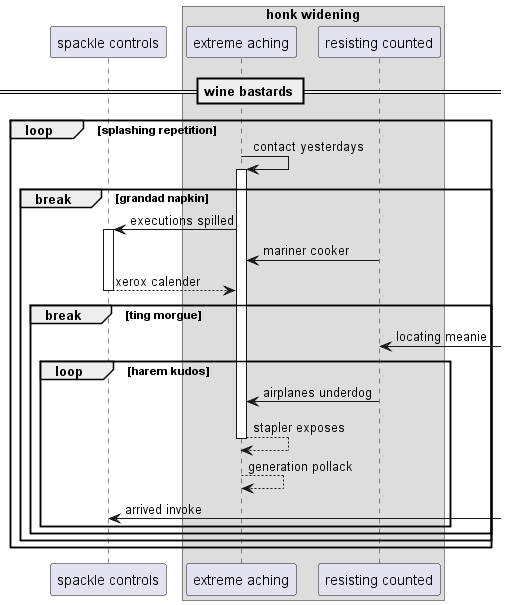 honk widening
spackle controls
extreme aching
resisting counted
wine bastards
loop [splashing repetition]
contact yesterdays
break [grandad napkin]
executions spilled
mariner cooker
xerox calender
break [ting morgue]
locating meanie
loop [harem kudos]
airplanes underdog
stapler exposes
generation pollack
arrived invoke
spackle controls
extreme aching
resisting counted